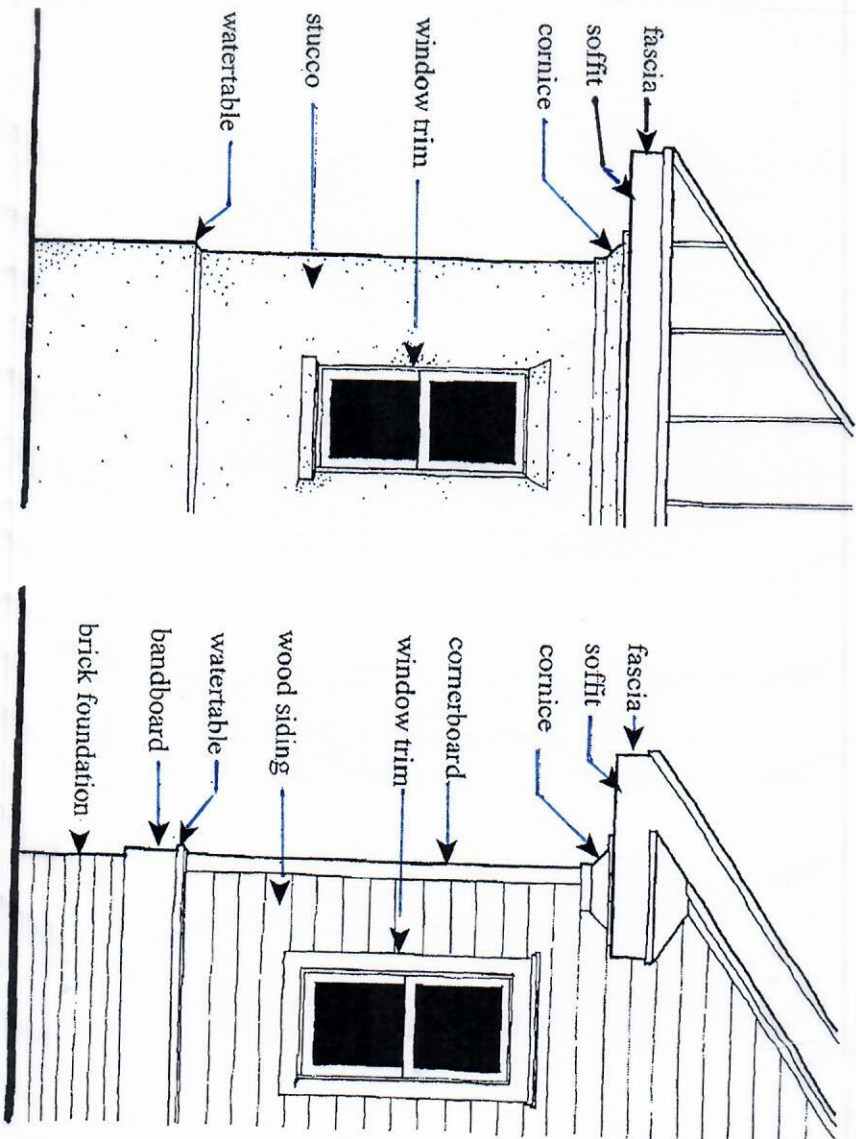 fascia
soffit
cornice
window trim
stucco
watertable
fascia
soffit
cornice
cornerboard
window trim
wood siding
watertable
bandboard
brick foundation